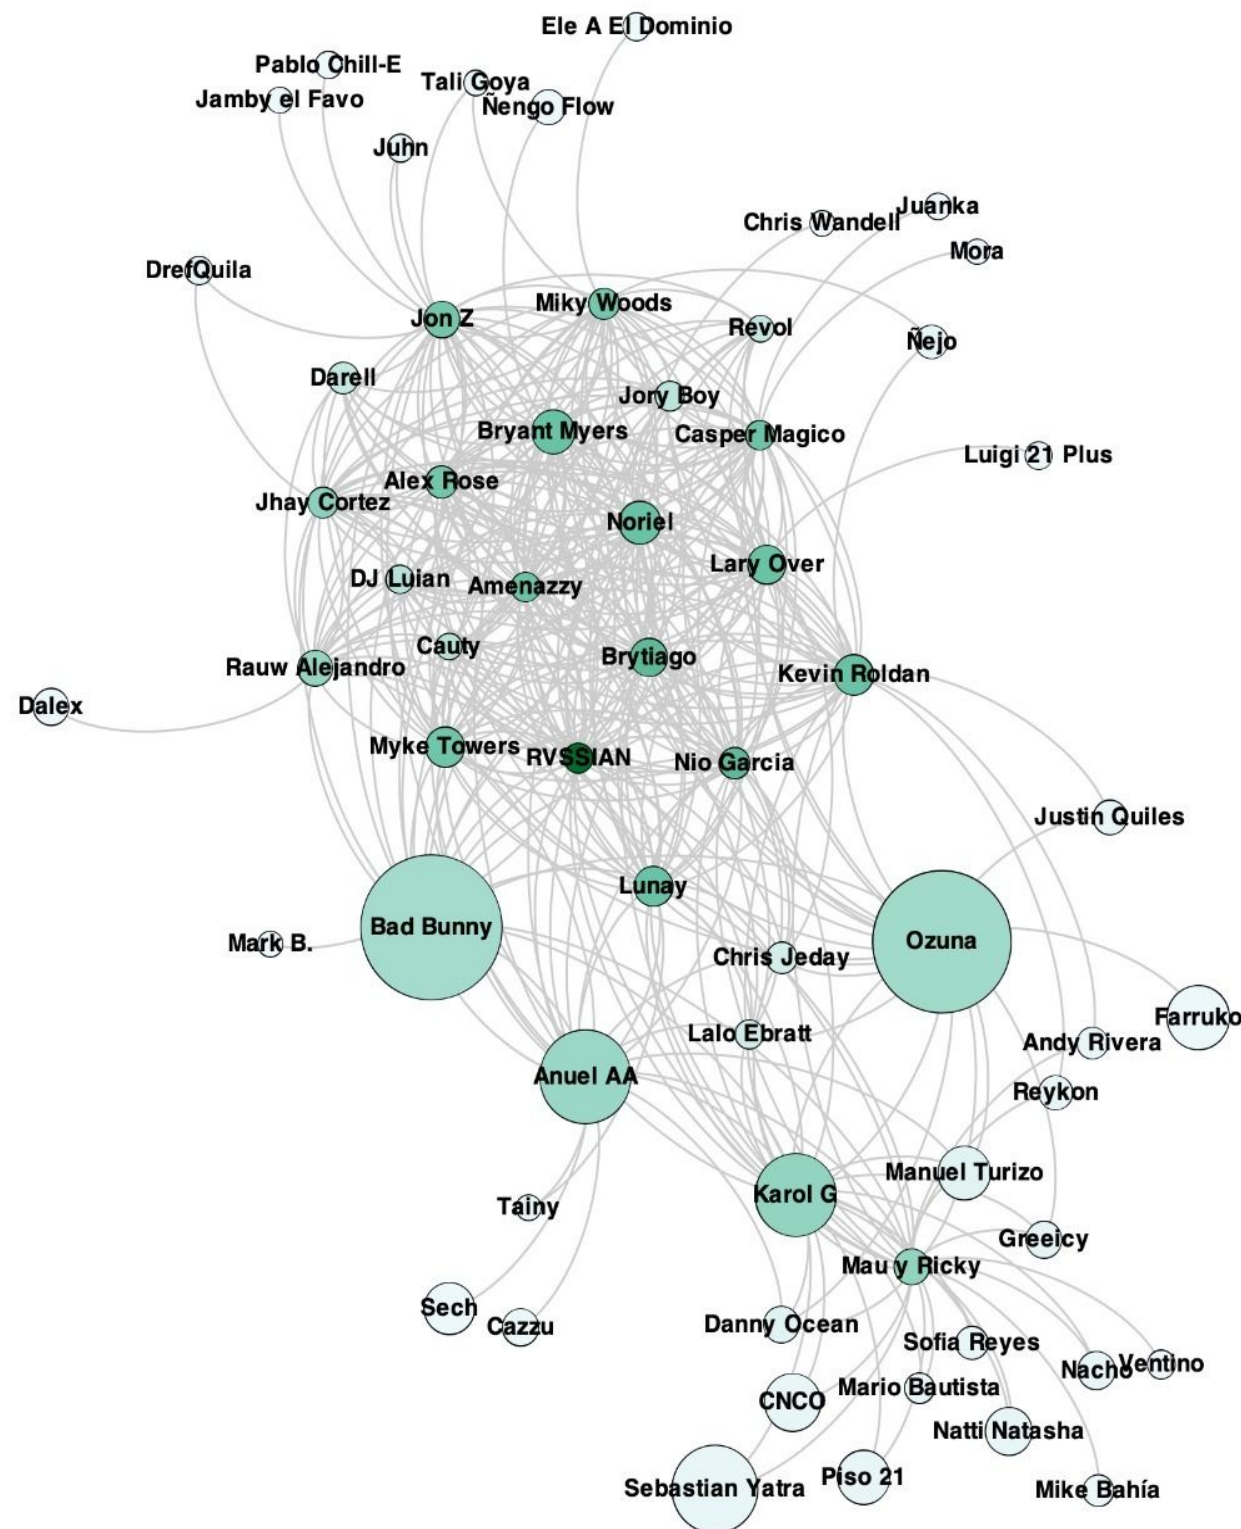 Ele A El Dominio
Pablo Chill-E
Tali Goya
Jamby el Favo
Ñengo Flow
Juhn
Juanka
Chris Wandell
Mora
DrefQuila
Miky Woods
Jon Z
Revol
Ñejo
Darell
Jory Boy
Bryant Myers
Casper Magico
Luigi 21 Plus
Alex Rose
Jhay Cortez
Noriel
Lary Over
DJ Luian
Amenazzy
Cauty
Brytiago
Rauw Alejandro
Kevin Roldan
Dalex
Myke Towers
RVSSIAN
Nio Garcia
Justin Quiles
Lunay
Bad Bunny
Ozuna
Mark B.
Chris Jeday
Farruko
Lalo Ebratt
Andy Rivera
Anuel AA
Reykon
Manuel Turizo
Karol G
Tainy
Greeicy
Mau y Ricky
Sech
Cazzu
Danny Ocean
Sofia Reyes
Nacho
Ventino
Mario Bautista
CNCO
Natti Natasha
Piso 21
Sebastian Yatra
Mike Bahía